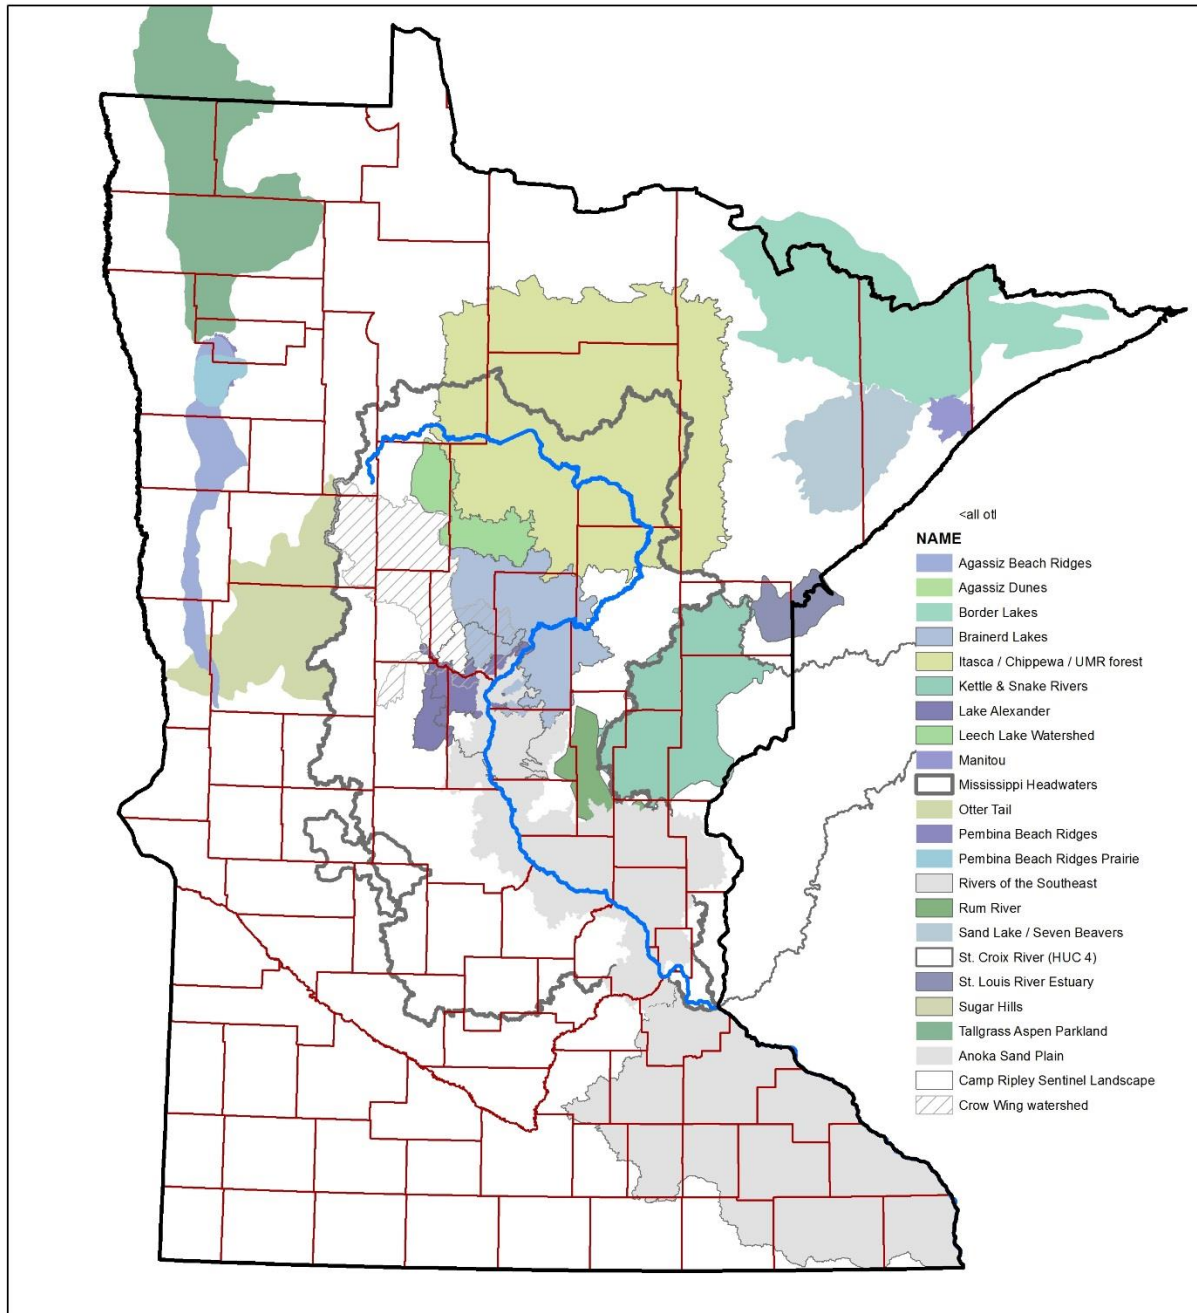 <all otl
NAME
Agassiz Beach Ridges
Agassiz Dunes
Border Lakes
Brainerd Lakes
Itasca / Chippewa / UMR forest
Kettle & Snake Rivers
Lake Alexander
Leech Lake Watershed
Manitou
Mississippi Headwaters
Otter Tail
Pembina Beach Ridges
Pembina Beach Ridges Prairie
Rivers of the Southeast
Rum River
Sand Lake / Seven Beavers
St. Croix River (HUC 4)
St. Louis River Estuary
Sugar Hills
Tallgrass Aspen Parkland
Anoka Sand Plain
Camp Ripley Sentinel Landscape
Crow Wing watershed